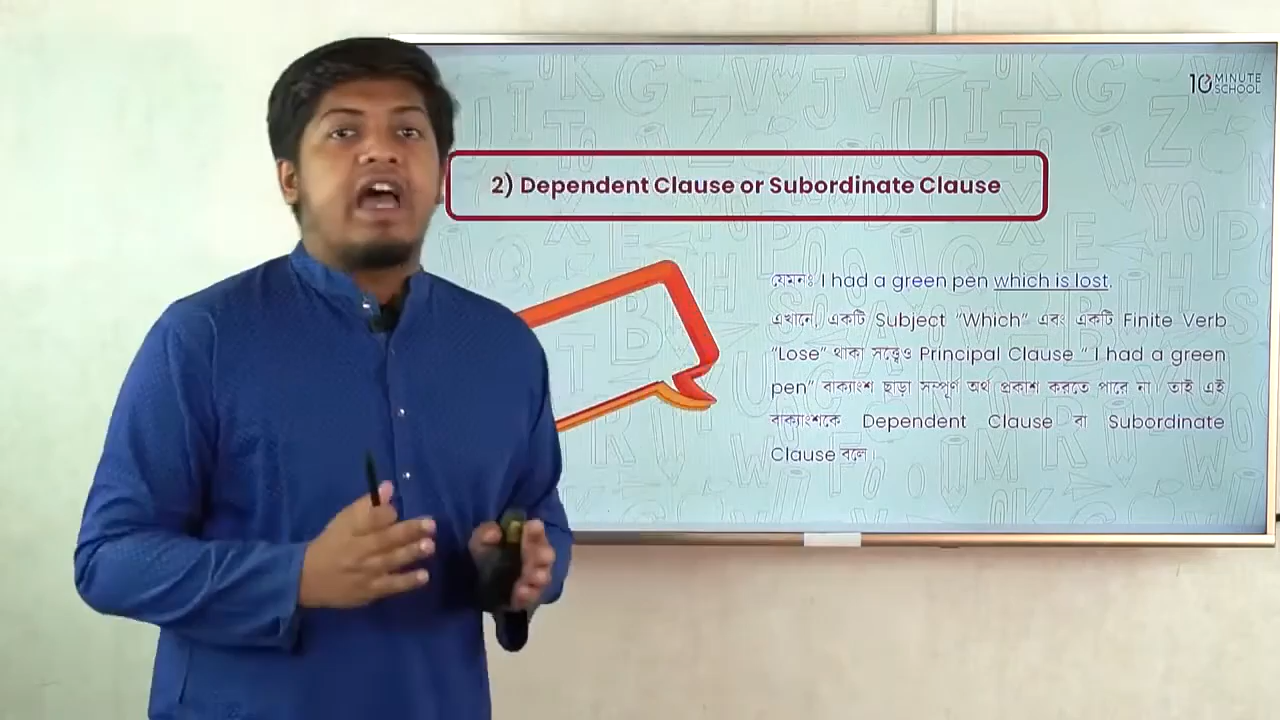 10 MINUTE
SCHOOL
2) Dependent Clause or Subordinate Clause
যেমনঃ I had a green pen which is lost.
এখানে, একটি Subject “Which” এবং একটি Finite Verb
“Lose” থাকা সত্ত্বেও Principal Clause “ I had a green
pen” বাক্যাংশ ছাড়া সম্পূর্ণ অর্থ প্রকাশ করতে পারে না। তাই এই
বাক্যাংশকে Dependent Clause বা Subordinate
Clause বলে।